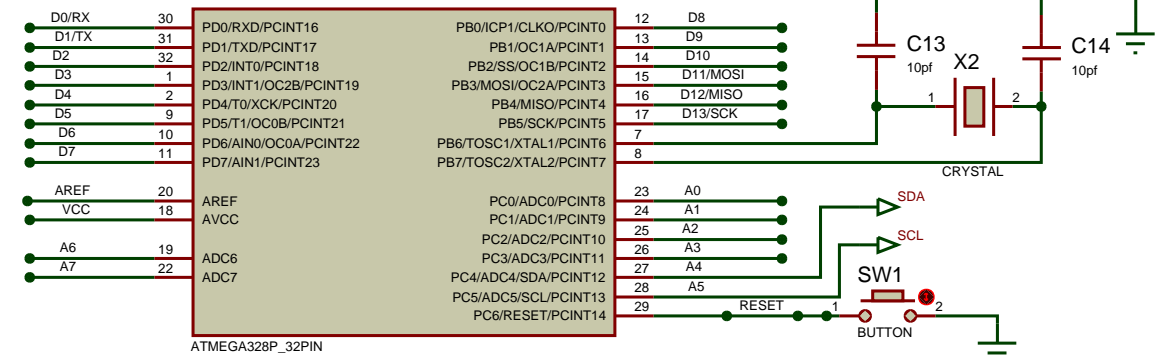 D0/RX 30 PD0/RXD/PCINT16 PB0/ICP1/CLKO/PCINT0 12 D8
D1/TX 31 PD1/TXD/PCINT17 PB1/OC1A/PCINT1 13 D9
D2 32 PD2/INT0/PCINT18 PB2/SS/OC1B/PCINT2 14 D10
D3 1 PD3/INT1/OC2B/PCINT19 PB3/MOSI/OC2A/PCINT3 15 D11/MOSI
D4 2 PD4/T0/XCK/PCINT20 PB4/MISO/PCINT4 16 D12/MISO
D5 9 PD5/T1/OC0B/PCINT21 PB5/SCK/PCINT5 17 D13/SCK
D6 10 PD6/AIN0/OC0A/PCINT22 PB6/TOSC1/XTAL1/PCINT6 7
D7 11 PD7/AIN1/PCINT23 PB7/TOSC2/XTAL2/PCINT7 8
C13
10pf
X2
1 2
CRYSTAL
C14
10pf
AREF 20 AREF PC0/ADC0/PCINT8 23 A0
VCC 18 AVCC PC1/ADC1/PCINT9 24 A1
PC2/ADC2/PCINT10 25 A2
A6 19 ADC6 PC3/ADC3/PCINT11 26 A3
A7 22 ADC7 PC4/ADC4/SDA/PCINT12 27 A4
PC5/ADC5/SCL/PCINT13 28 A5
PC6/RESET/PCINT14 29 RESET
SDA
SCL
SW1
1 2
BUTTON
ATMEGA328P_32PIN